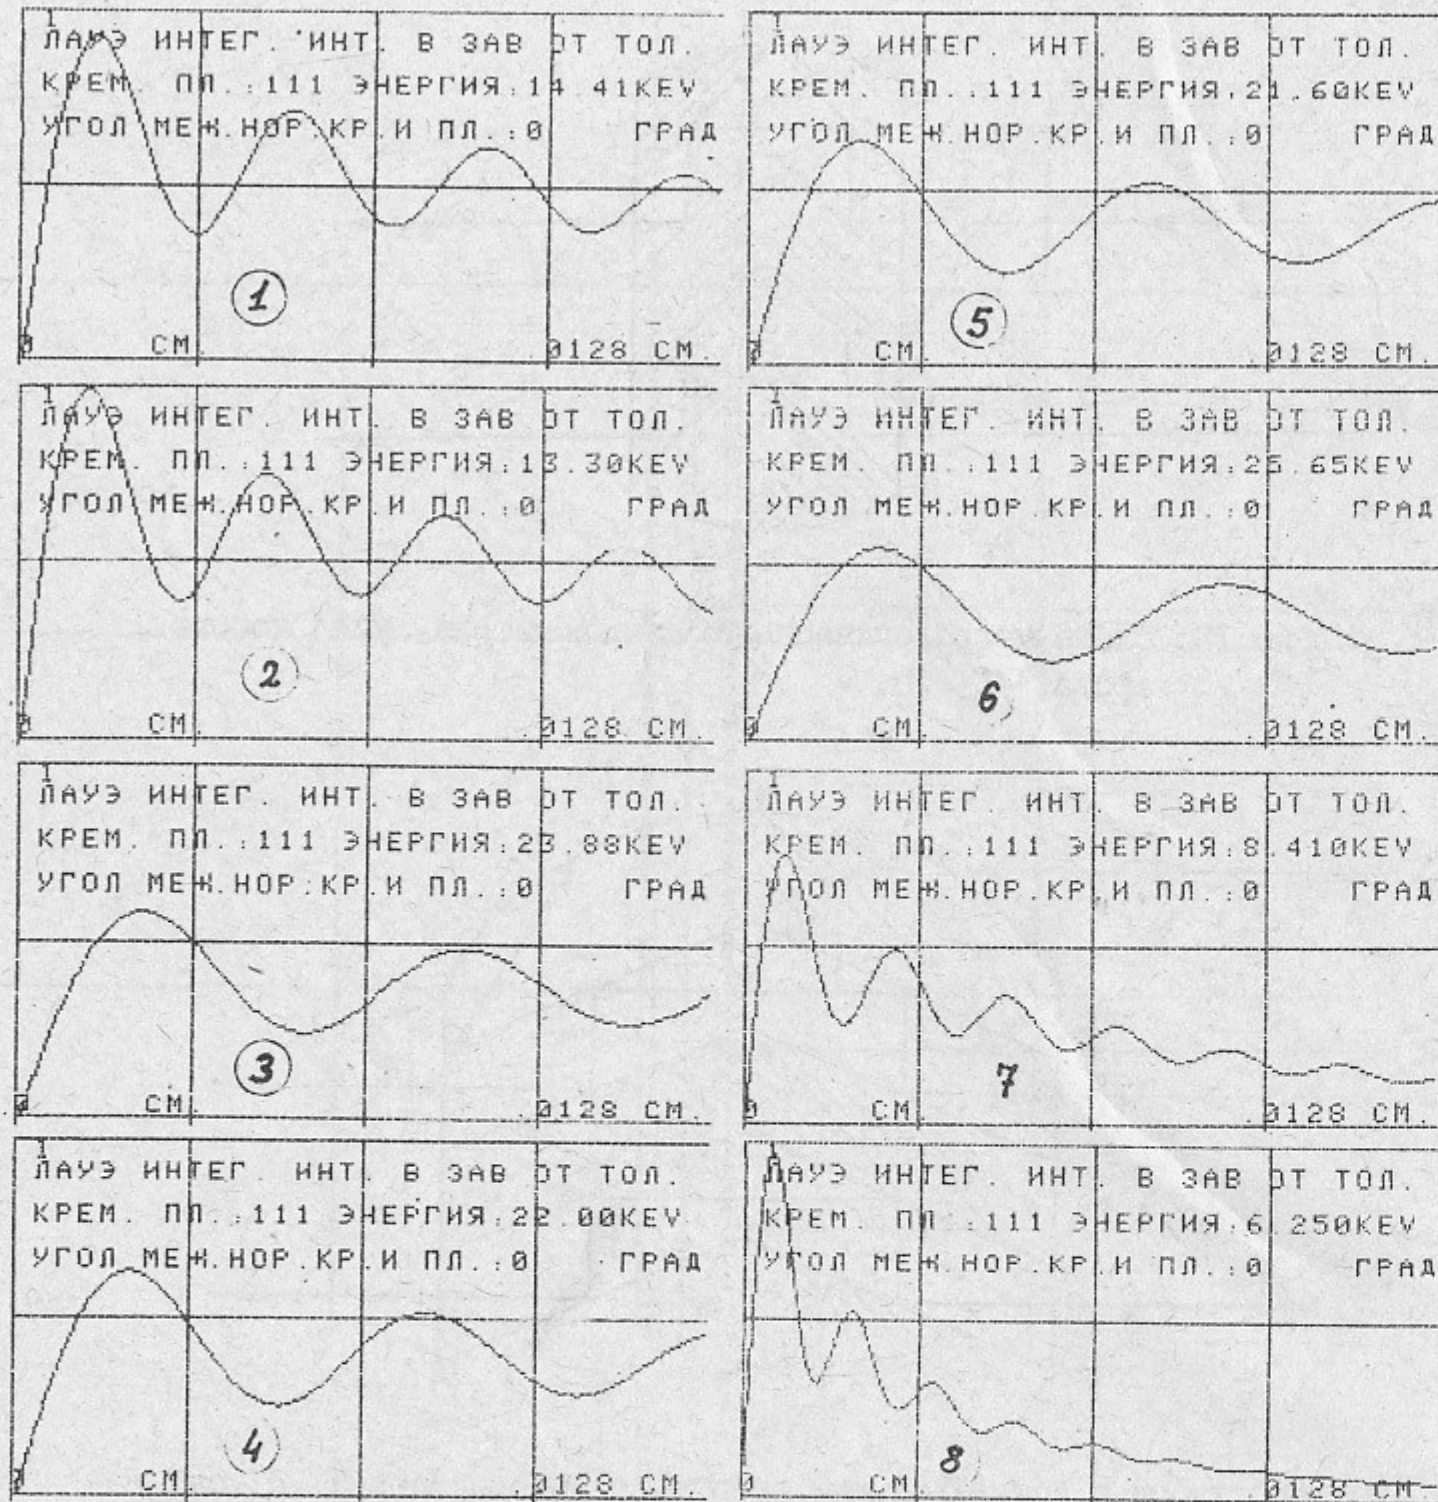 1
ЛАУЭ ИНТЕГ. ИНТ. В ЗАВ ОТ ТОЛ.
КРЕМ. ПЛ.:111 ЭНЕРГИЯ:14.41KEV
УГОЛ МЕЖ.НОР.КР.И ПЛ.:0 ГРАД
1
0 СМ. .0128 СМ.
1
ЛАУЭ ИНТЕГ. ИНТ. В ЗАВ ОТ ТОЛ.
КРЕМ. ПЛ.:111 ЭНЕРГИЯ:13.30KEV
УГОЛ МЕЖ.НОР.КР.И ПЛ.:0 ГРАД
2
0 СМ. .0128 СМ.
1
ЛАУЭ ИНТЕГ. ИНТ. В ЗАВ ОТ ТОЛ.
КРЕМ. ПЛ.:111 ЭНЕРГИЯ:23.88KEV
УГОЛ МЕЖ.НОР.КР.И ПЛ.:0 ГРАД
3
0 СМ. .0128 СМ.
1
ЛАУЭ ИНТЕГ. ИНТ. В ЗАВ ОТ ТОЛ.
КРЕМ. ПЛ.:111 ЭНЕРГИЯ:22.00KEV
УГОЛ МЕЖ.НОР.КР.И ПЛ.:0 ГРАД
4
0 СМ. .0128 СМ.
1
ЛАУЭ ИНТЕГ. ИНТ. В ЗАВ ОТ ТОЛ.
КРЕМ. ПЛ.:111 ЭНЕРГИЯ:21.60KEV
УГОЛ МЕЖ.НОР.КР.И ПЛ.:0 ГРАД
5
0 СМ. .0128 СМ.
1
ЛАУЭ ИНТЕГ. ИНТ. В ЗАВ ОТ ТОЛ.
КРЕМ. ПЛ.:111 ЭНЕРГИЯ:25.65KEV
УГОЛ МЕЖ.НОР.КР.И ПЛ.:0 ГРАД
6
0 СМ. .0128 СМ.
1
ЛАУЭ ИНТЕГ. ИНТ. В ЗАВ ОТ ТОЛ.
КРЕМ. ПЛ.:111 ЭНЕРГИЯ:8.410KEV
УГОЛ МЕЖ.НОР.КР.И ПЛ.:0 ГРАД
7
0 СМ. .0128 СМ.
1
ЛАУЭ ИНТЕГ. ИНТ. В ЗАВ ОТ ТОЛ.
КРЕМ. ПЛ.:111 ЭНЕРГИЯ:6.250KEV
УГОЛ МЕЖ.НОР.КР.И ПЛ.:0 ГРАД
8
0 СМ. .0128 СМ.